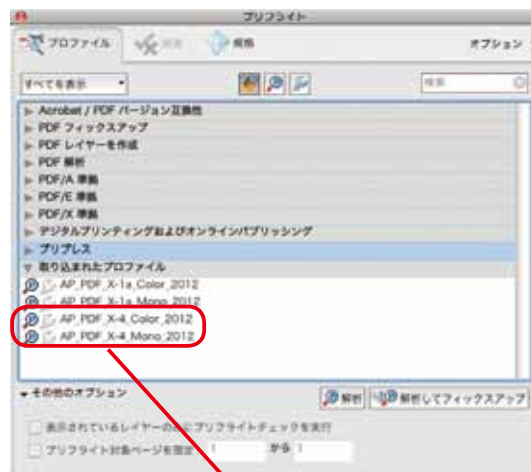 プリフライト
プロファイル 結果 規格 オプション
すべてを表示 検索
Acrobat / PDF バージョン互換性
PDF フィックスアップ
PDF レイヤーを作成
PDF 解析
PDF/A 準拠
PDF/E 準拠
PDF/X 準拠
デジタルプリンティングおよびオンラインパブリッシング
プリプレス
取り込まれたプロファイル
AP_PDF_X-1a_Color_2012
AP_PDF_X-1a_Mono_2012
AP_PDF_X-4_Color_2012
AP_PDF_X-4_Mono_2012
その他のオプション 解析 解析してフィックスアップ
表示されているレイヤーのみにプリフライトチェックを実行
プリフライト対象ページを指定 1 から 1